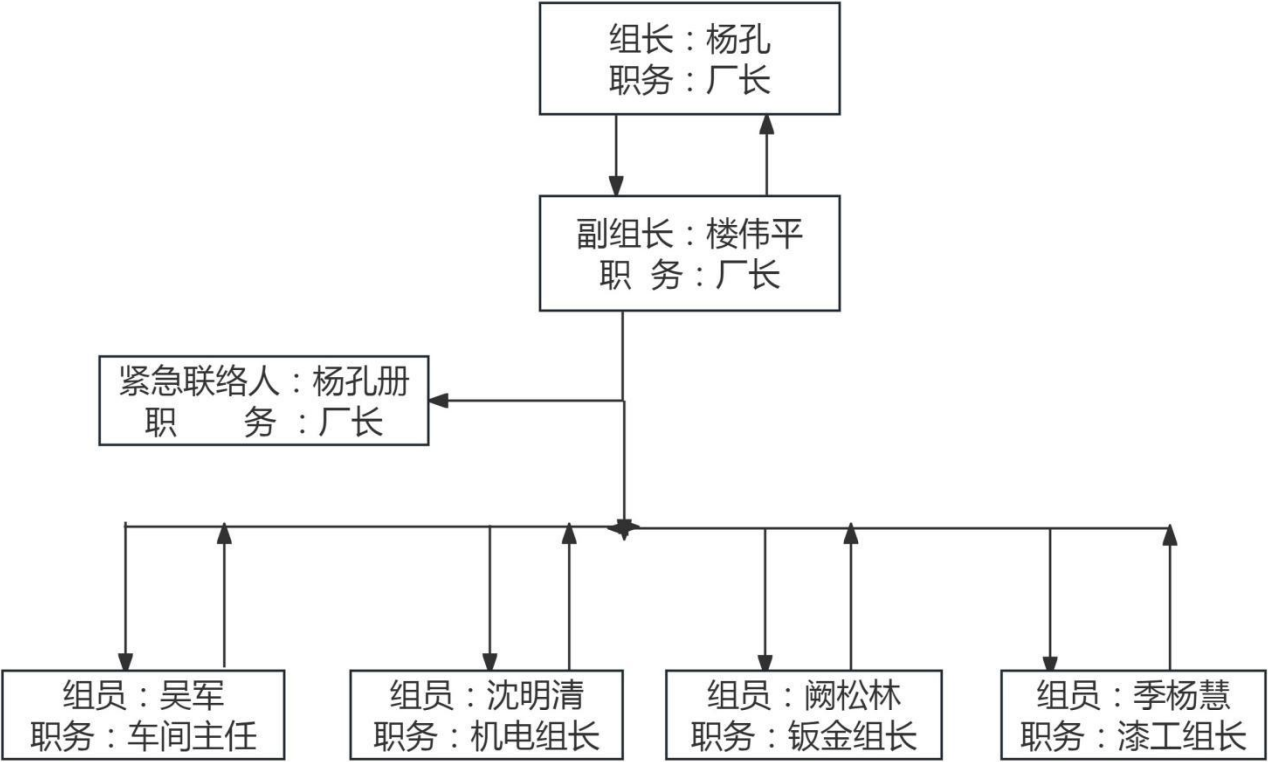 组长：杨孔
职务：厂长
副组长：楼伟平
职 务：厂长
紧急联络人：杨孔册
职 务 ：厂长
组员：吴军
职务：车间主任
组员：沈明清
职务：机电组长
组员：阙松林
职务：钣金组长
组员：季杨慧
职务：漆工组长